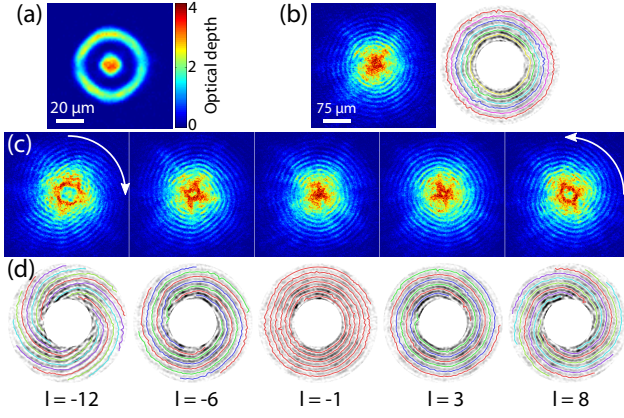 (a)
20 µm
4
2
0
Optical depth
(b)
75 µm
(c)
(d)
l = -12
l = -6
l = -1
l = 3
l = 8